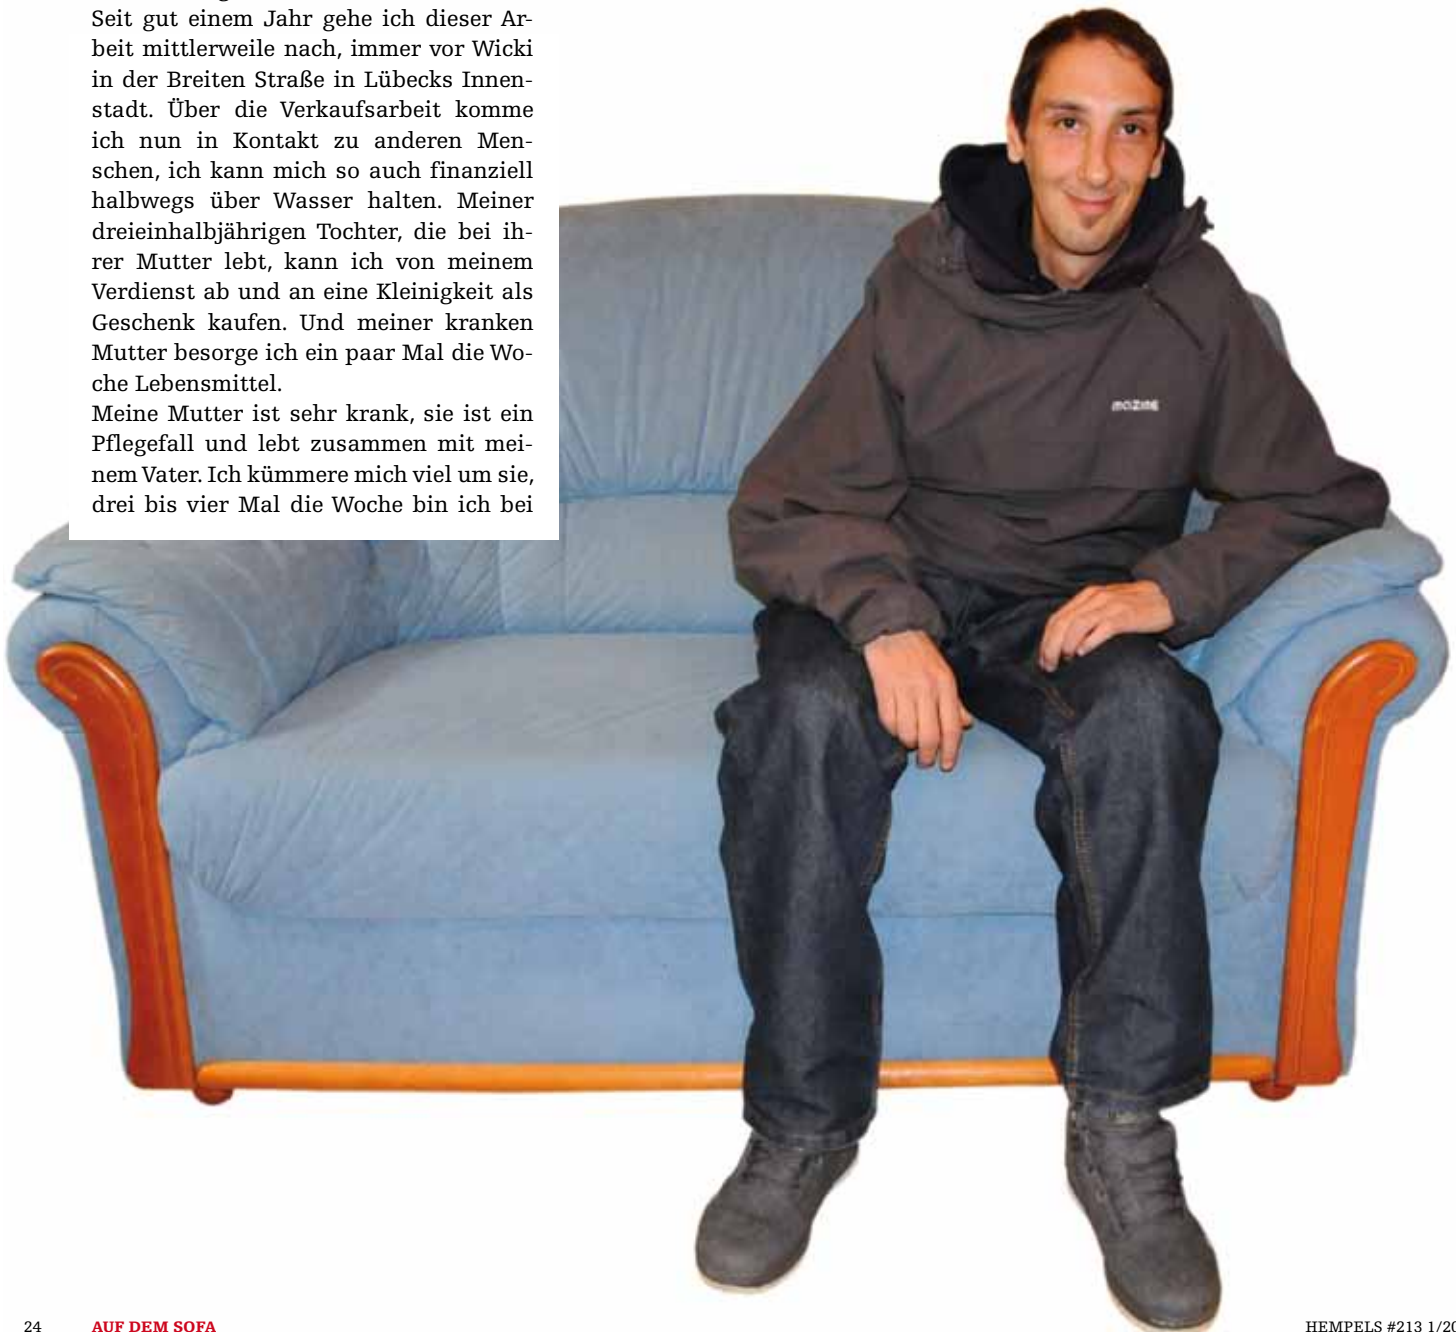 Seit gut einem Jahr gehe ich dieser Ar-
beit mittlerweile nach, immer vor Wicki
in der Breiten Straße in Lübecks Innen-
stadt. Über die Verkaufsarbeit komme
ich nun in Kontakt zu anderen Men-
schen, ich kann mich so auch finanziell
halbwegs über Wasser halten. Meiner
dreieinhalbjährigen Tochter, die bei ih-
rer Mutter lebt, kann ich von meinem
Verdienst ab und an eine Kleinigkeit als
Geschenk kaufen. Und meiner kranken
Mutter besorge ich ein paar Mal die Wo-
che Lebensmittel.
Meine Mutter ist sehr krank, sie ist ein
Pflegefall und lebt zusammen mit mei-
nem Vater. Ich kümmere mich viel um sie,
drei bis vier Mal die Woche bin ich bei
mazine
24 AUF DEM SOFA
HEMPELS #213 1/20